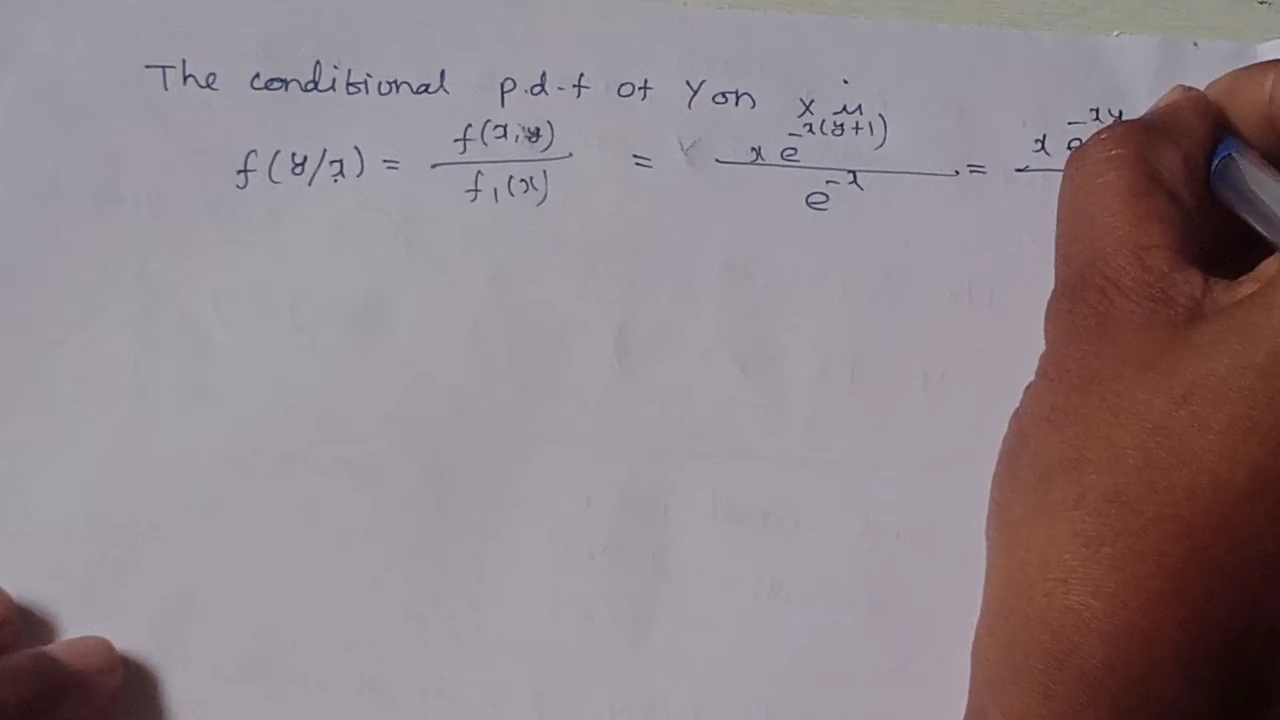 The conditional p.d.f of Y on X is
f(y/x) = f(x,y) / f₁(x) = x e^{-x(y+1)} / e^{-x} = x e^{-xy}